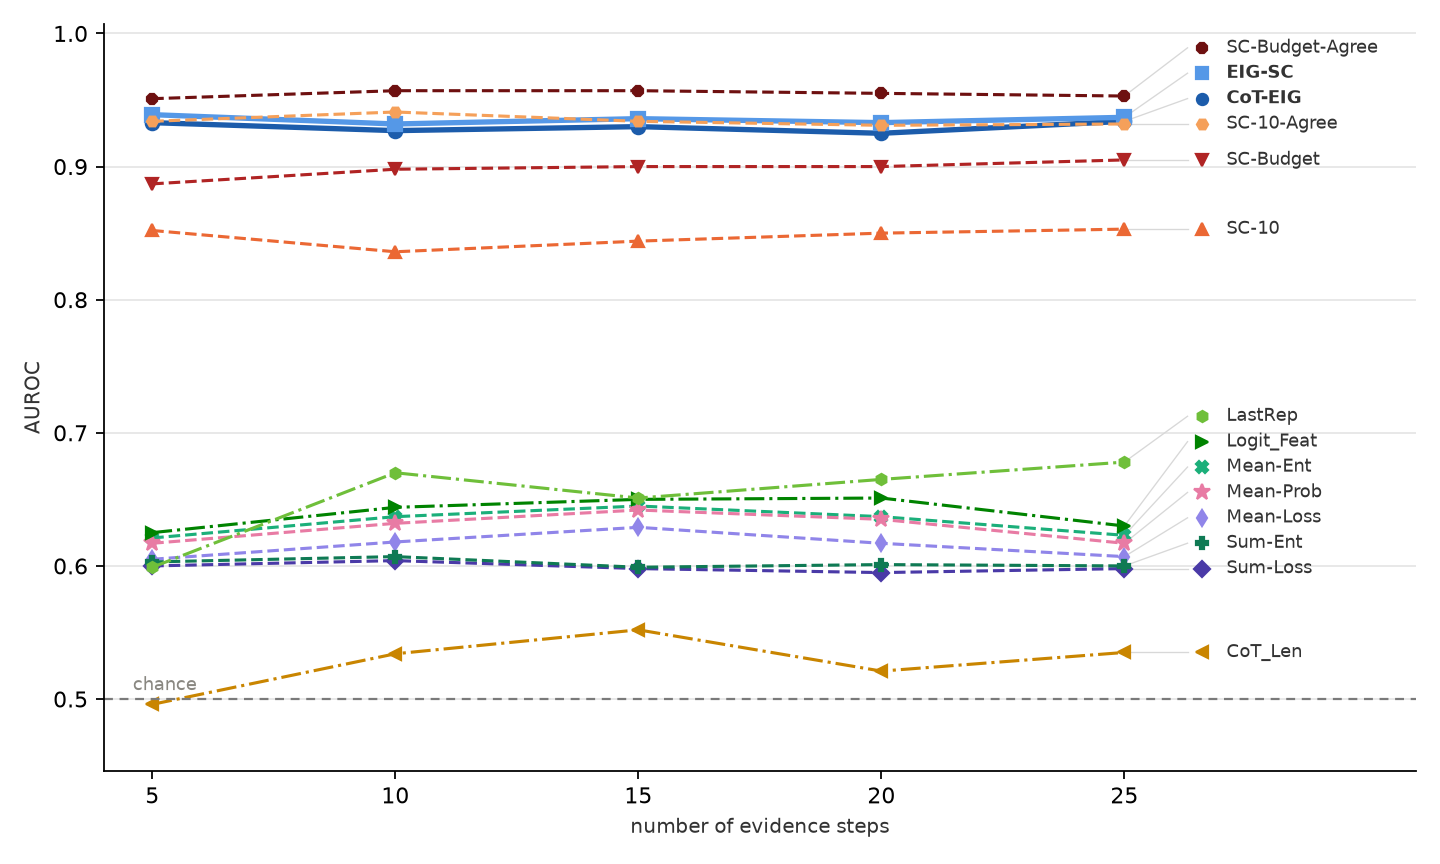 1.0
0.9
0.8
0.7
0.6
0.5
AUROC
SC-Budget-Agree
EIG-SC
CoT-EIG
SC-10-Agree
SC-Budget
SC-10
LastRep
Logit_Feat
Mean-Ent
Mean-Prob
Mean-Loss
Sum-Ent
Sum-Loss
CoT_Len
chance
5 10 15 20 25
number of evidence steps